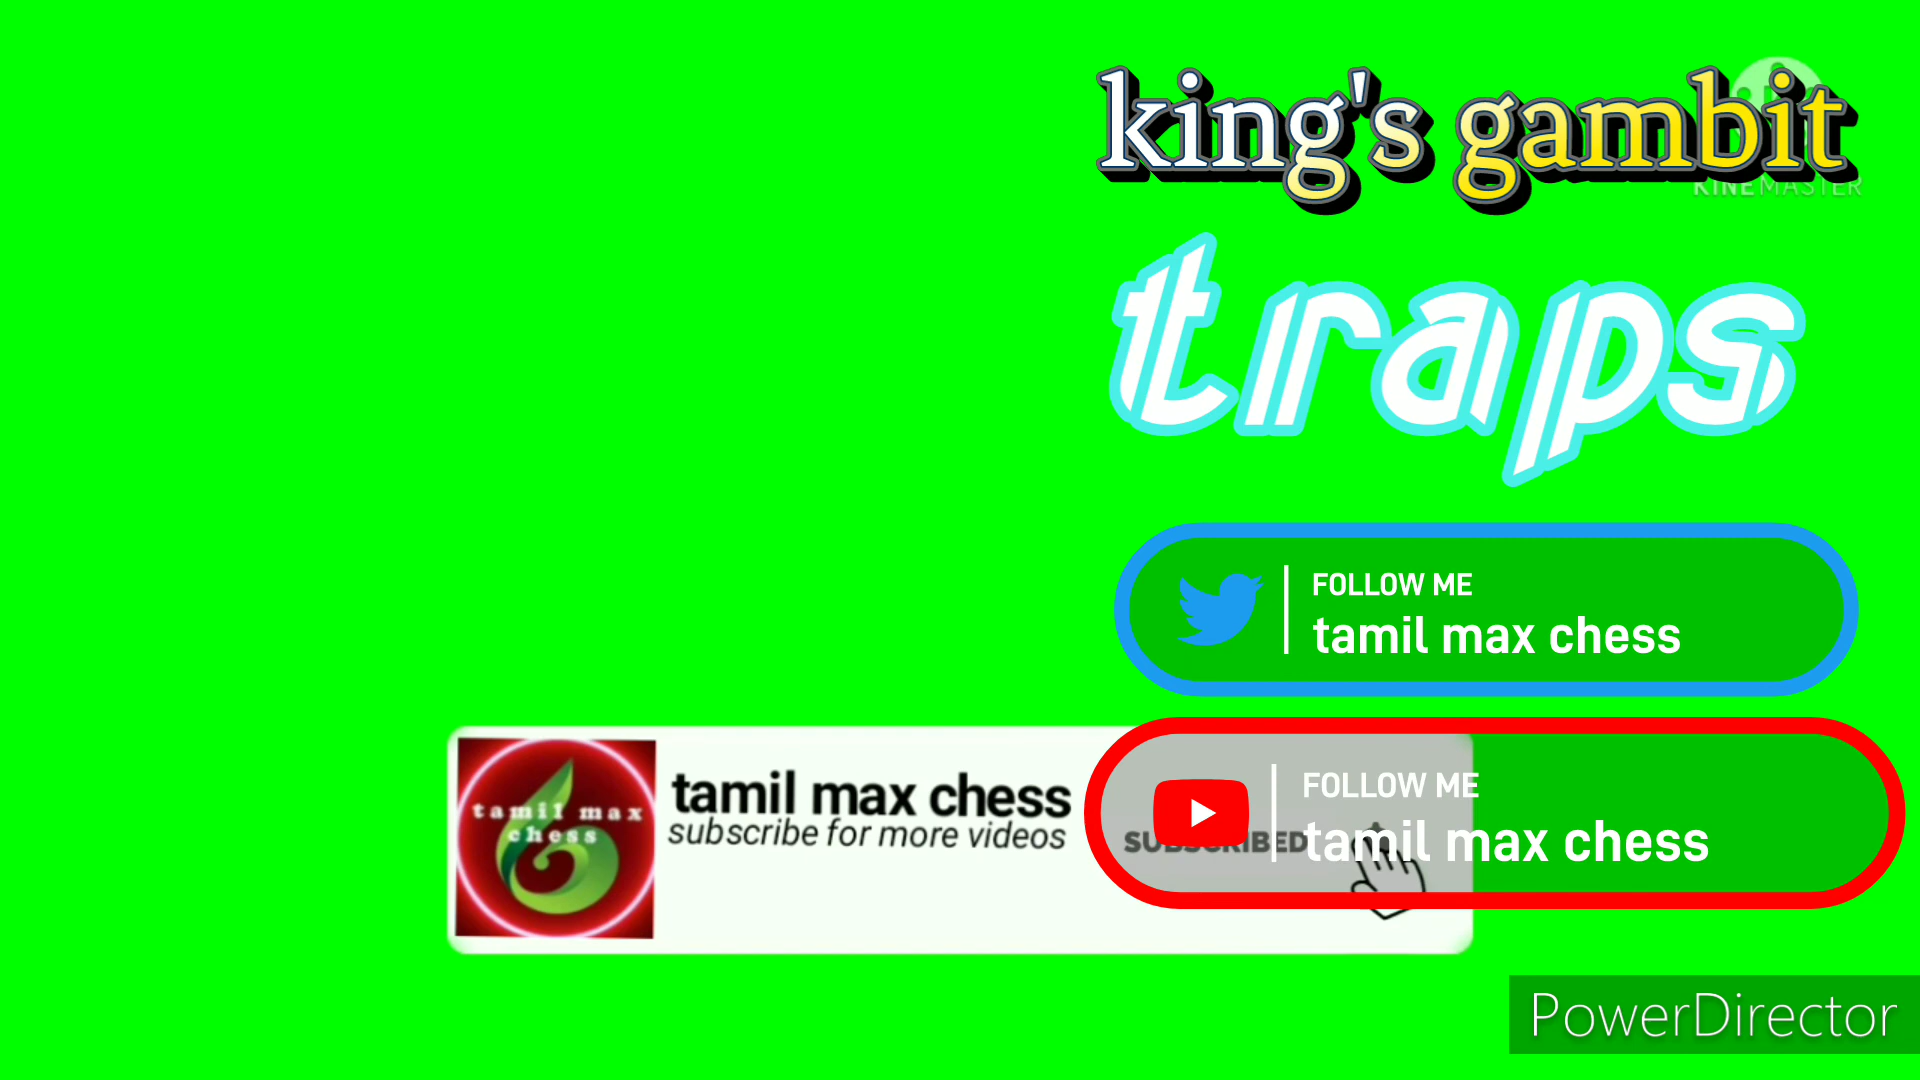 king's gambit
KINEMASTER
traps
FOLLOW ME
tamil max chess
tamil max
chess
tamil max chess
subscribe for more videos
SUBSCRIBED
FOLLOW ME
tamil max chess
PowerDirector